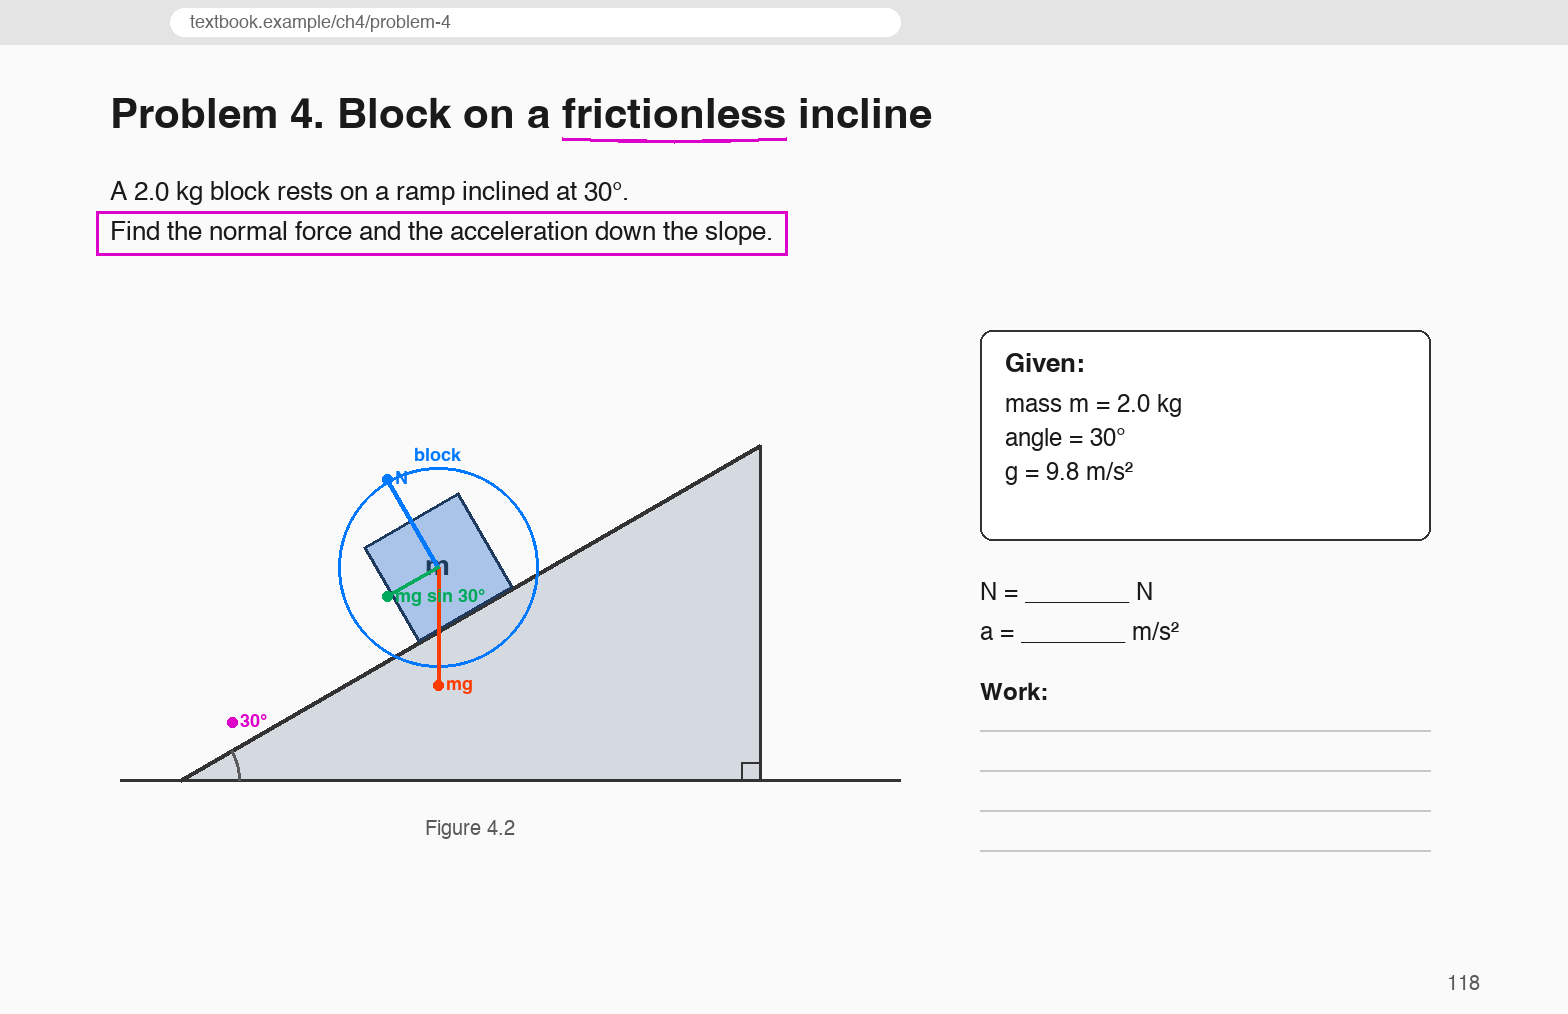 textbook.example/ch4/problem-4
Problem 4. Block on a frictionless incline
A 2.0 kg block rests on a ramp inclined at 30°.
Find the normal force and the acceleration down the slope.
block
N
m
mg sin 30°
mg
30°
Figure 4.2
Given:
mass m = 2.0 kg
angle = 30°
g = 9.8 m/s²
N = ________ N
a = ________ m/s²
Work:
118